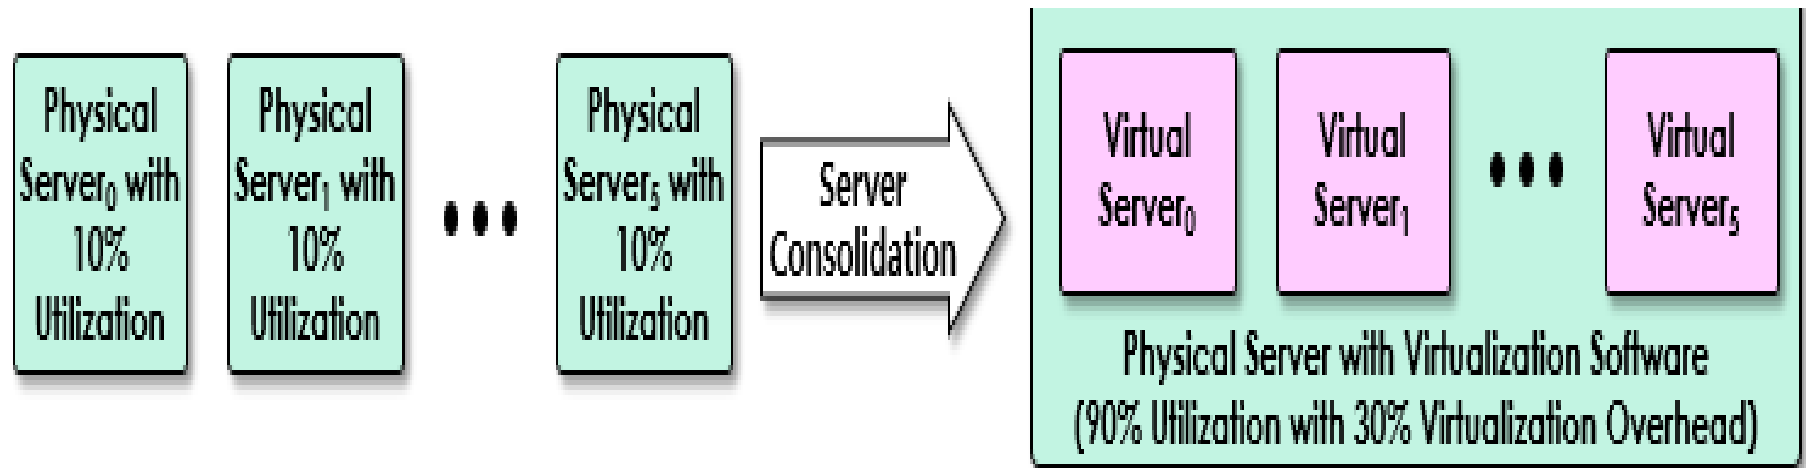 Physical
Server₀ with
10%
Utilization
Physical
Server₁ with
10%
Utilization
Physical
Server₅ with
10%
Utilization
Server
Consolidation
Virtual
Server₀
Virtual
Server₁
Virtual
Server₅
Physical Server with Virtualization Software
(90% Utilization with 30% Virtualization Overhead)